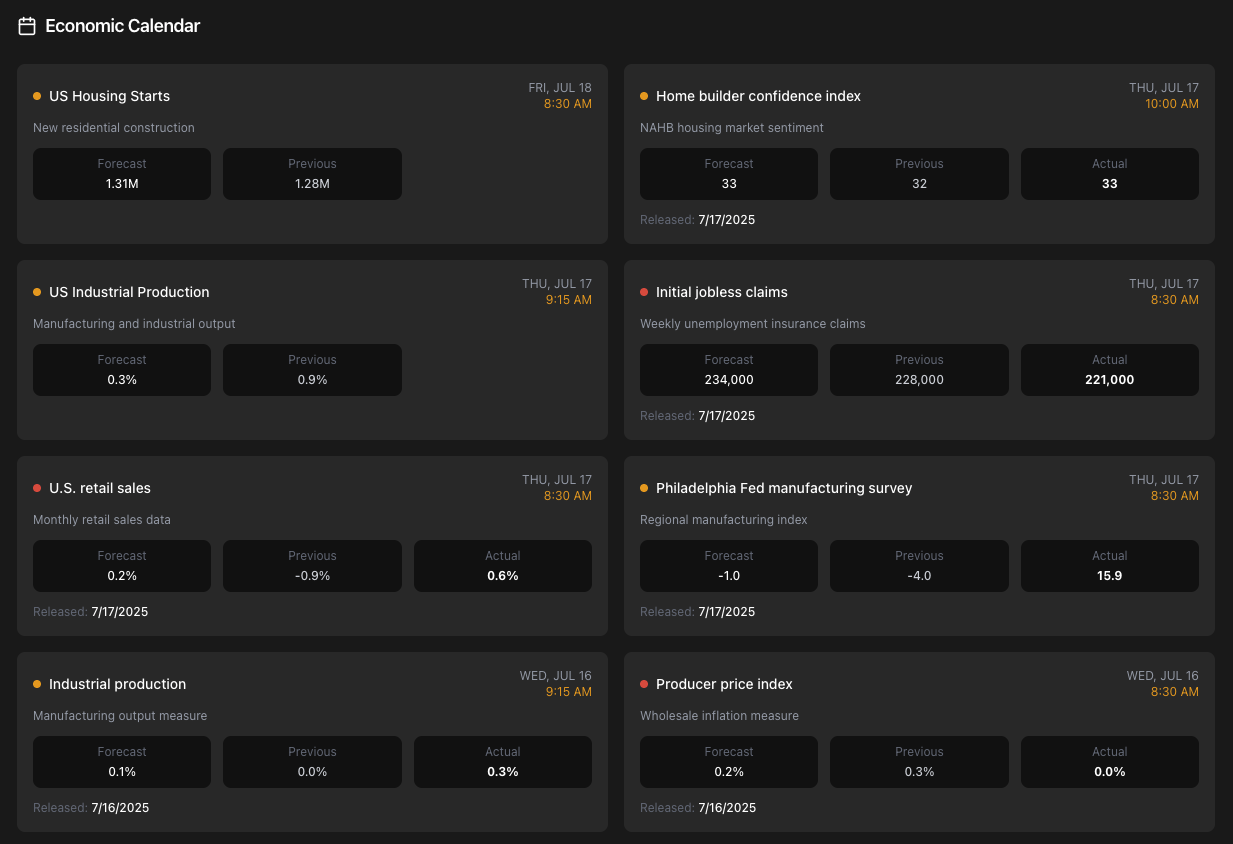 Economic Calendar
US Housing Starts
FRI, JUL 18
8:30 AM
New residential construction
Forecast
1.31M
Previous
1.28M
Home builder confidence index
THU, JUL 17
10:00 AM
NAHB housing market sentiment
Forecast
33
Previous
32
Actual
33
Released: 7/17/2025
US Industrial Production
THU, JUL 17
9:15 AM
Manufacturing and industrial output
Forecast
0.3%
Previous
0.9%
Initial jobless claims
THU, JUL 17
8:30 AM
Weekly unemployment insurance claims
Forecast
234,000
Previous
228,000
Actual
221,000
Released: 7/17/2025
U.S. retail sales
THU, JUL 17
8:30 AM
Monthly retail sales data
Forecast
0.2%
Previous
-0.9%
Actual
0.6%
Released: 7/17/2025
Philadelphia Fed manufacturing survey
THU, JUL 17
8:30 AM
Regional manufacturing index
Forecast
-1.0
Previous
-4.0
Actual
15.9
Released: 7/17/2025
Industrial production
WED, JUL 16
9:15 AM
Manufacturing output measure
Forecast
0.1%
Previous
0.0%
Actual
0.3%
Released: 7/16/2025
Producer price index
WED, JUL 16
8:30 AM
Wholesale inflation measure
Forecast
0.2%
Previous
0.3%
Actual
0.0%
Released: 7/16/2025